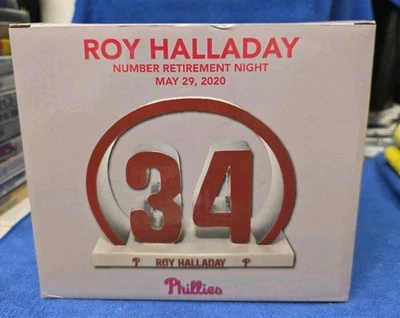 ROY HALLADAY
NUMBER RETIREMENT NIGHT
MAY 29, 2020
34
P ROY HALLADAY P
Phillies